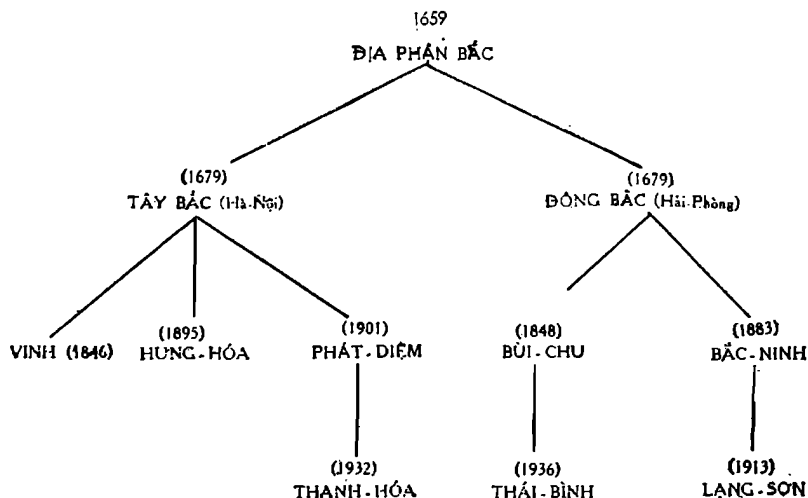 1659
ĐỊA PHẬN BẮC
(1679)
TÂY BẮC (Hà-Nội)
(1679)
ĐÔNG BẮC (Hải-Phòng)
VINH (1846)
(1895)
HƯNG-HÓA
(1901)
PHÁT-DIỆM
(1848)
BÙI-CHU
(1883)
BẮC-NINH
(1932)
THANH-HÓA
(1936)
THÁI-BÌNH
(1913)
LẠNG-SƠN